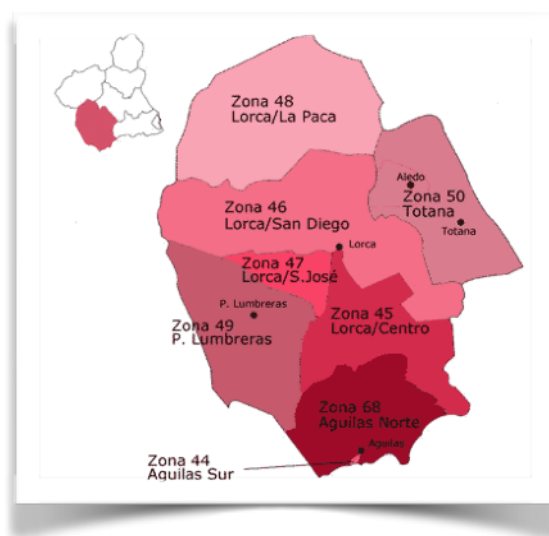 Zona 48
Lorca/La Paca
Aledo
Zona 50
Totana
Totana
Zona 46
Lorca/San Diego
Lorca
Zona 47
Lorca/S.José
P. Lumbreras
Zona 49
P. Lumbreras
Zona 45
Lorca/Centro
Zona 68
Aguilas Norte
Aguilas
Zona 44
Aguilas Sur